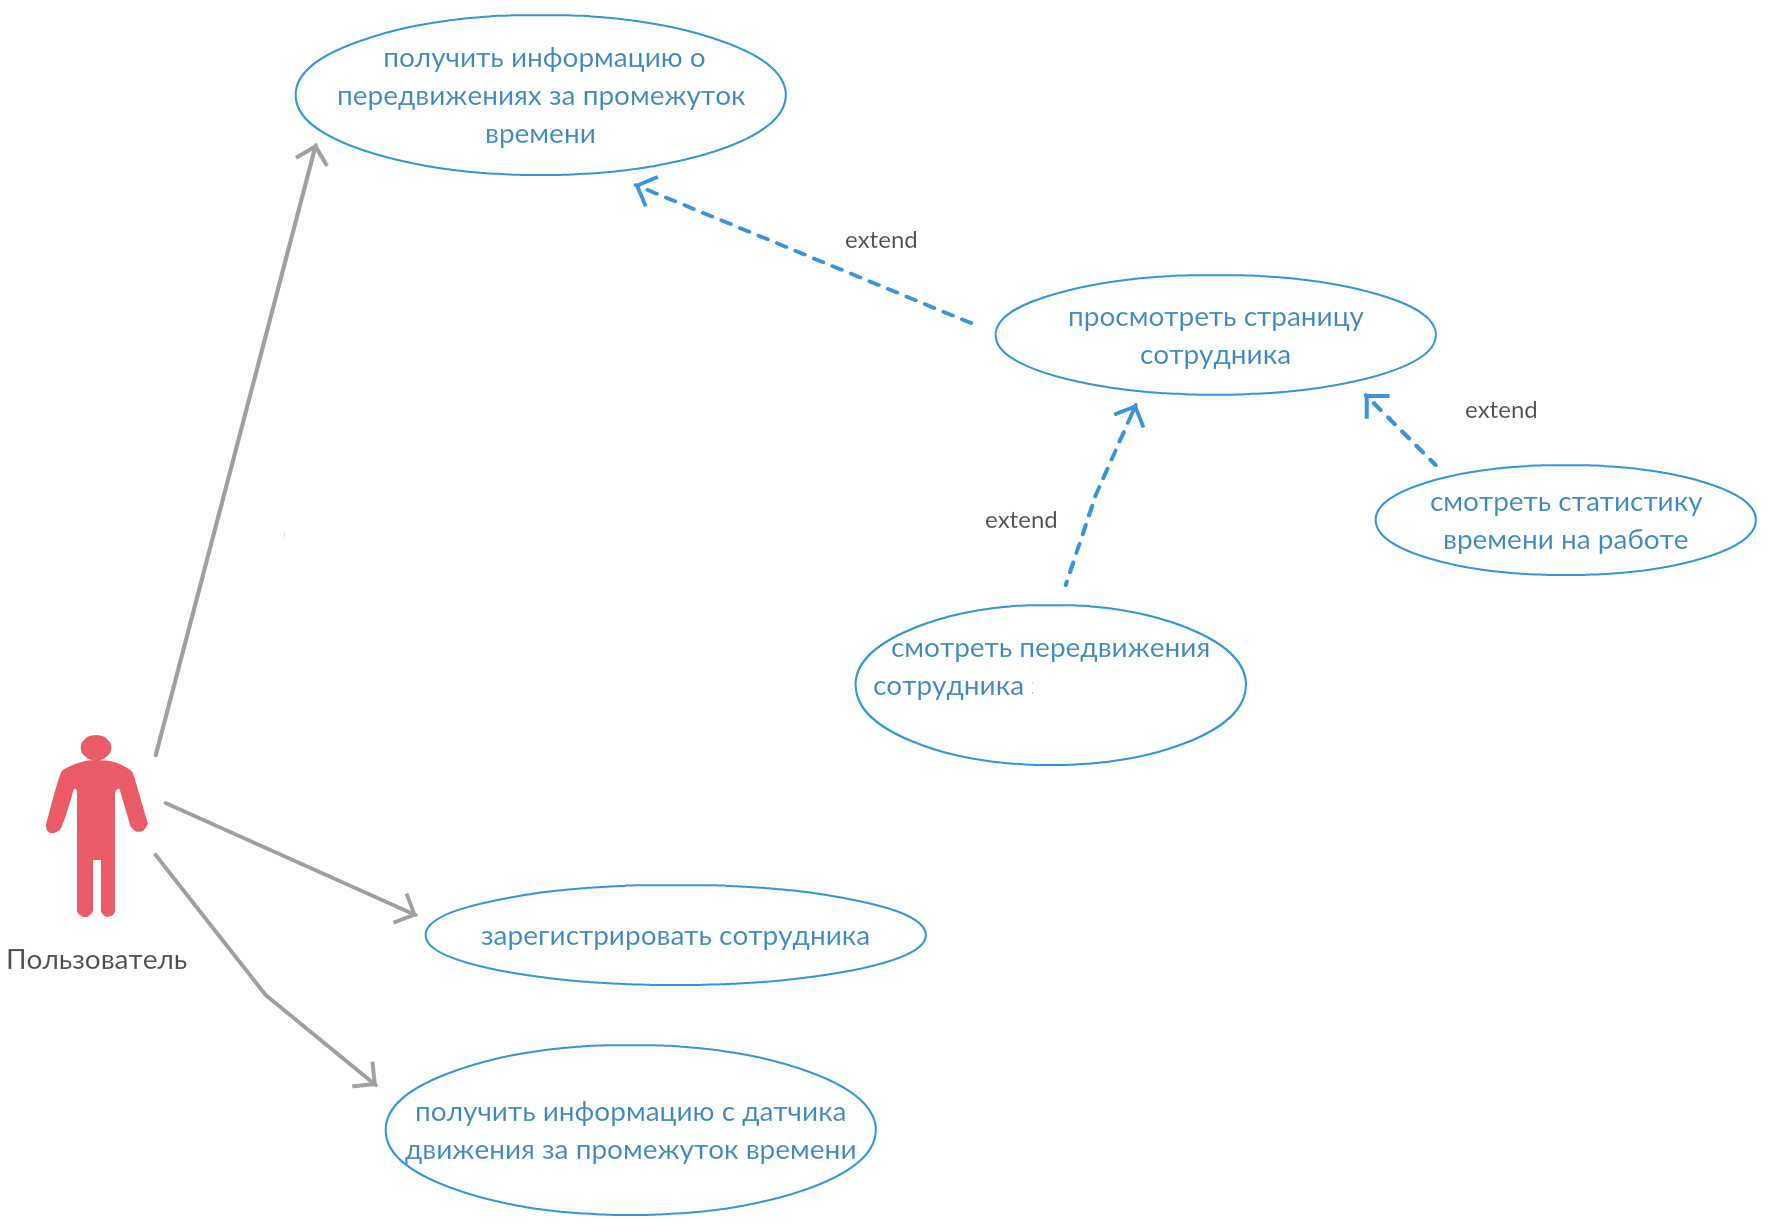 получить информацию о
передвижениях за промежуток
времени
extend
просмотреть страницу
сотрудника
extend
смотреть статистику
времени на работе
extend
смотреть передвижения
сотрудника
Пользователь
зарегистрировать сотрудника
получить информацию с датчика
движения за промежуток времени